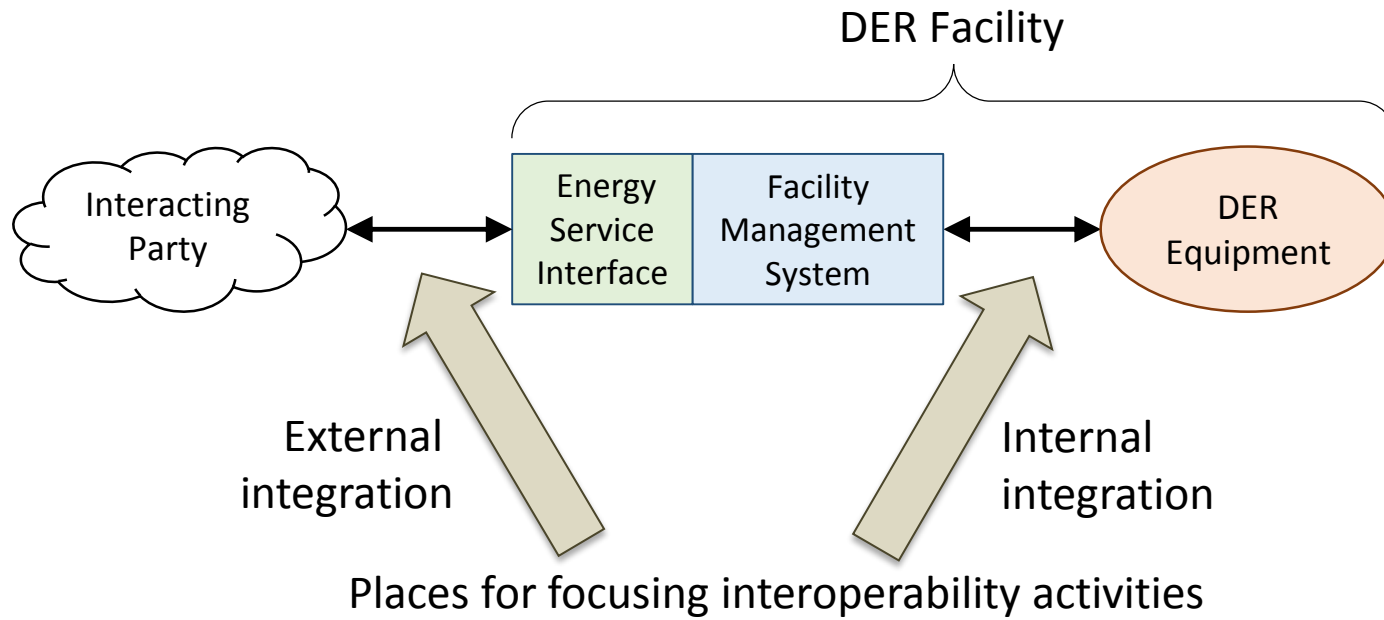 DER Facility
Interacting
Party
Energy
Service
Interface
Facility
Management
System
DER
Equipment
External
integration
Internal
integration
Places for focusing interoperability activities